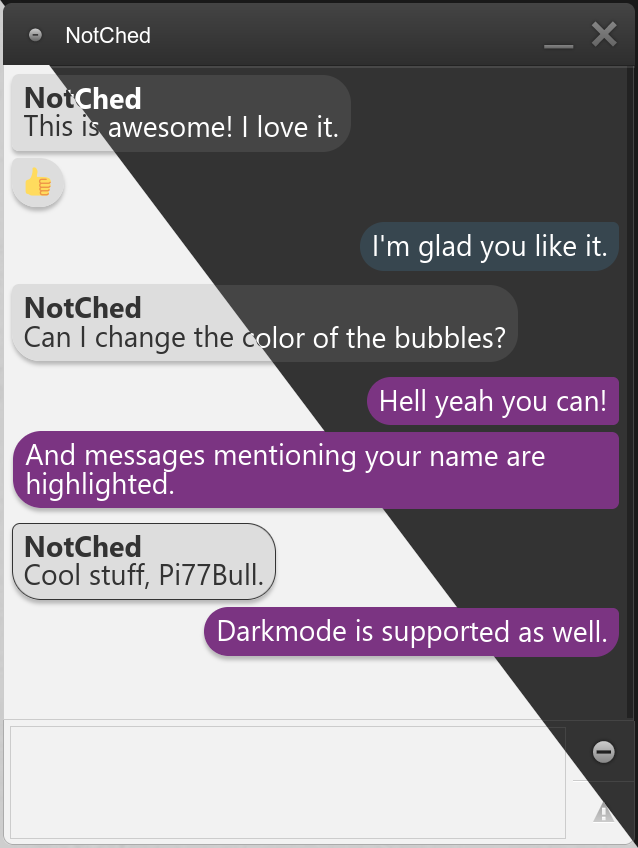 NotChed
NotChed
This is awesome! I love it.
I'm glad you like it.
NotChed
Can I change the color of the bubbles?
Hell yeah you can!
And messages mentioning your name are
highlighted.
NotChed
Cool stuff, Pi77Bull.
Darkmode is supported as well.